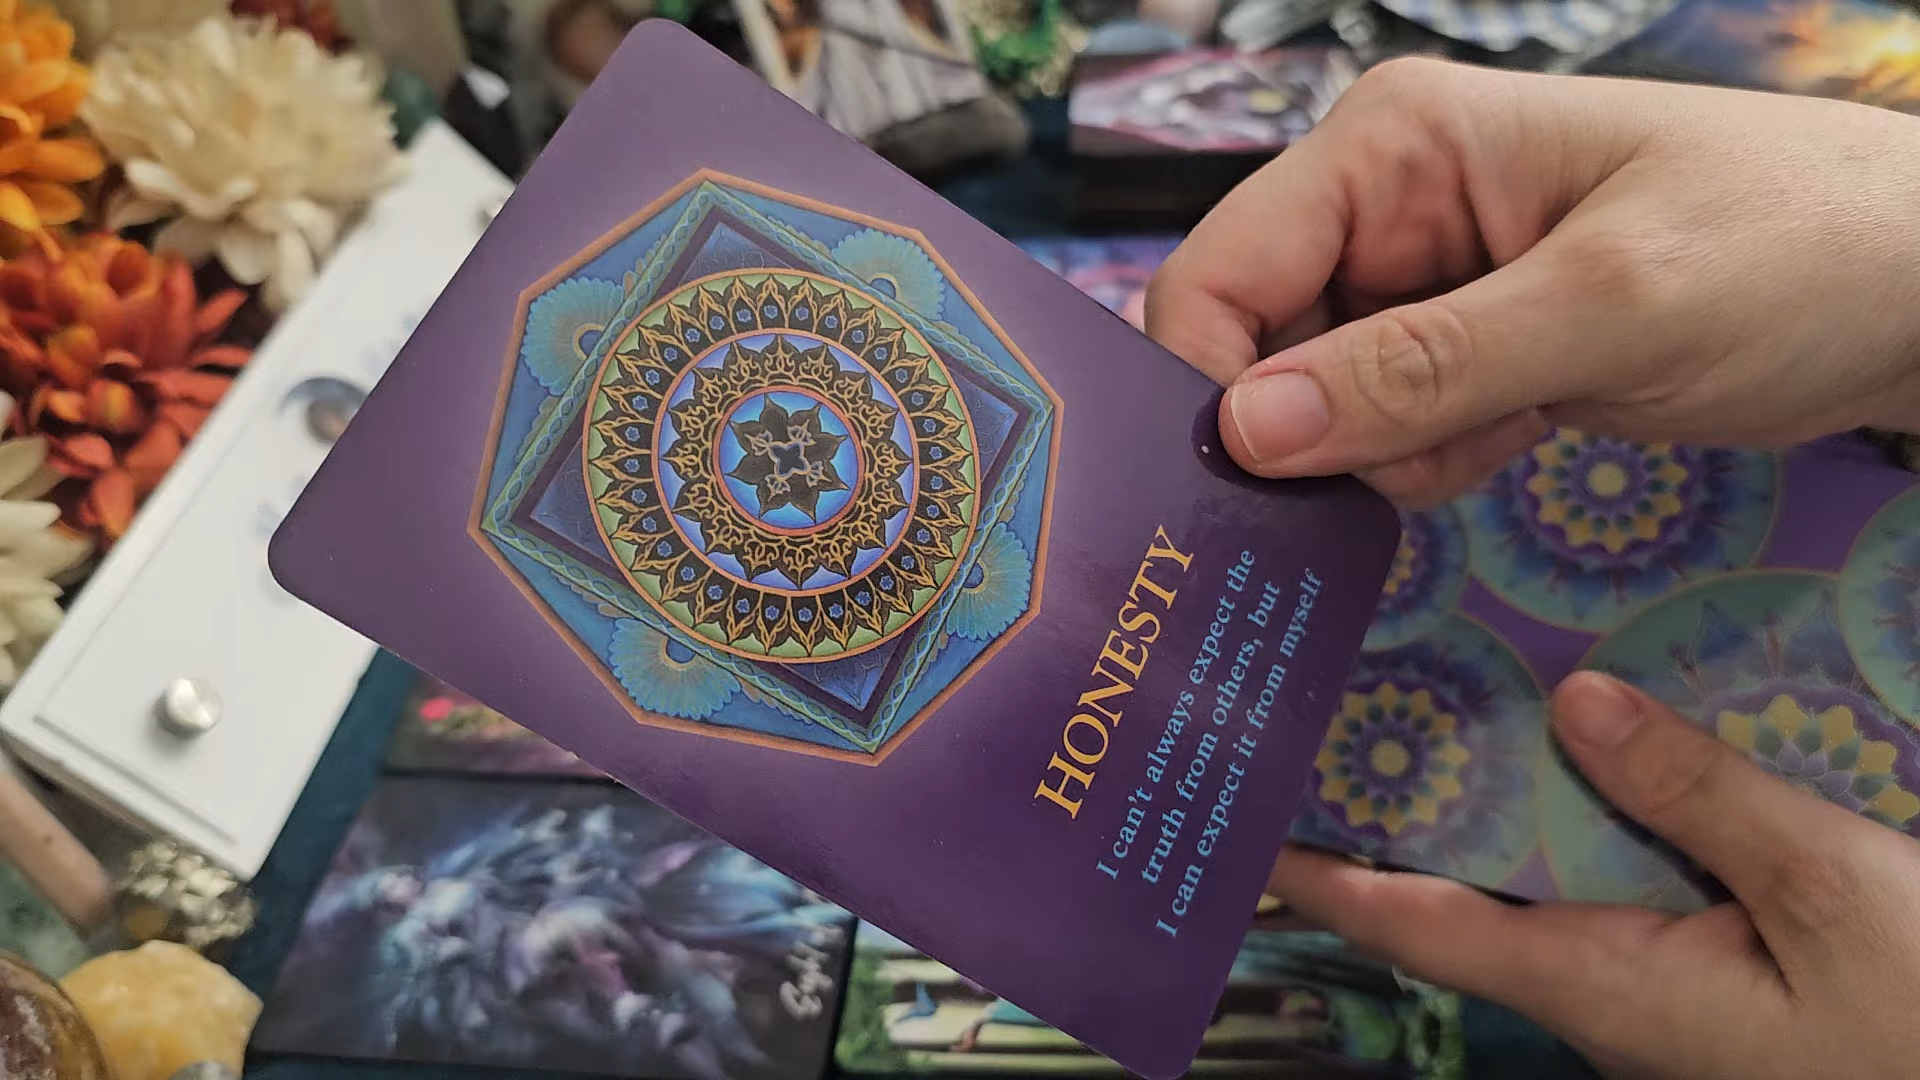 HONESTY
I can't always expect the
truth from others, but
I can expect it from myself